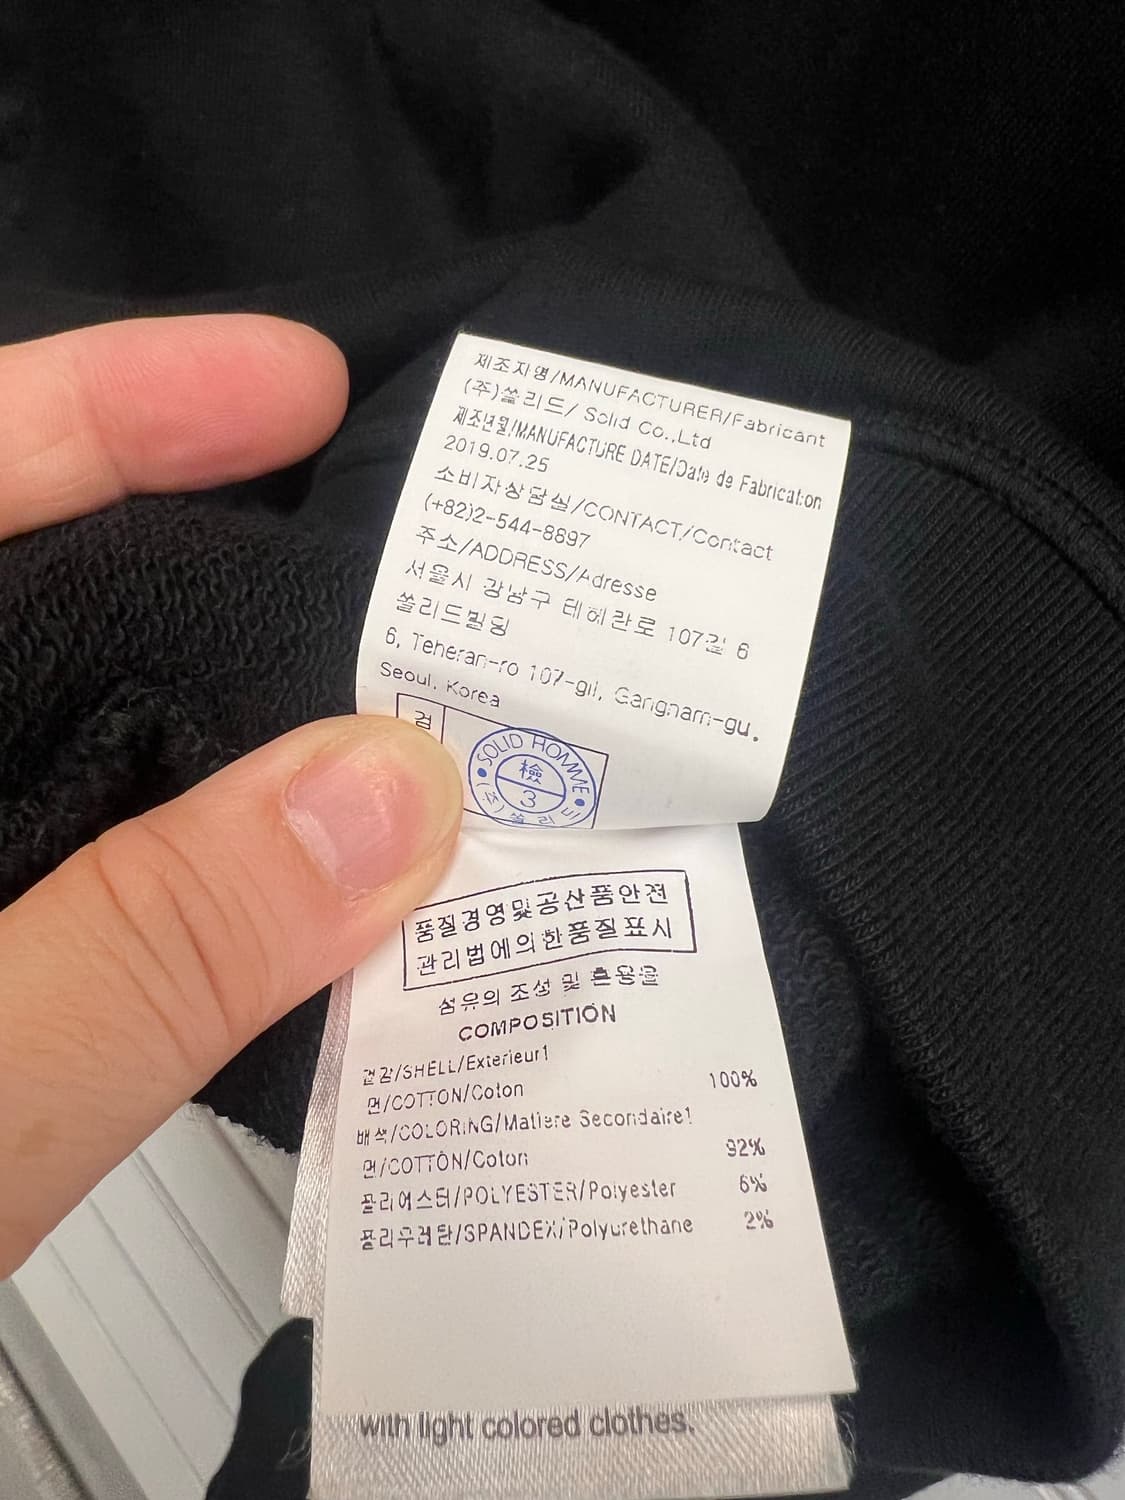 제조자명/MANUFACTURER/Fabricant
(주)쏠리드/ Solid Co.,Ltd
제조년월/MANUFACTURE DATE/Date de Fabrication
2019.07.25
소비자상담실/CONTACT/Contact
(+82)2-544-8897
주소/ADDRESS/Adresse
서울시 강남구 테헤란로 107길 6
쏠리드빌딩
6, Teheran-ro 107-gil, Gangnam-gu,
Seoul, Korea
검
SOLID HOMME
檢
3
품질경영및공산품안전
관리법에의한품질표시
섬유의 조성 및 혼용율
COMPOSITION
겉감/SHELL/Exterieur1
면/COTTON/Coton 100%
배색/COLORING/Matiere Secondaire1
면/COTTON/Coton 92%
폴리에스터/POLYESTER/Polyester 6%
폴리우레탄/SPANDEX/Polyurethane 2%
with light colored clothes.